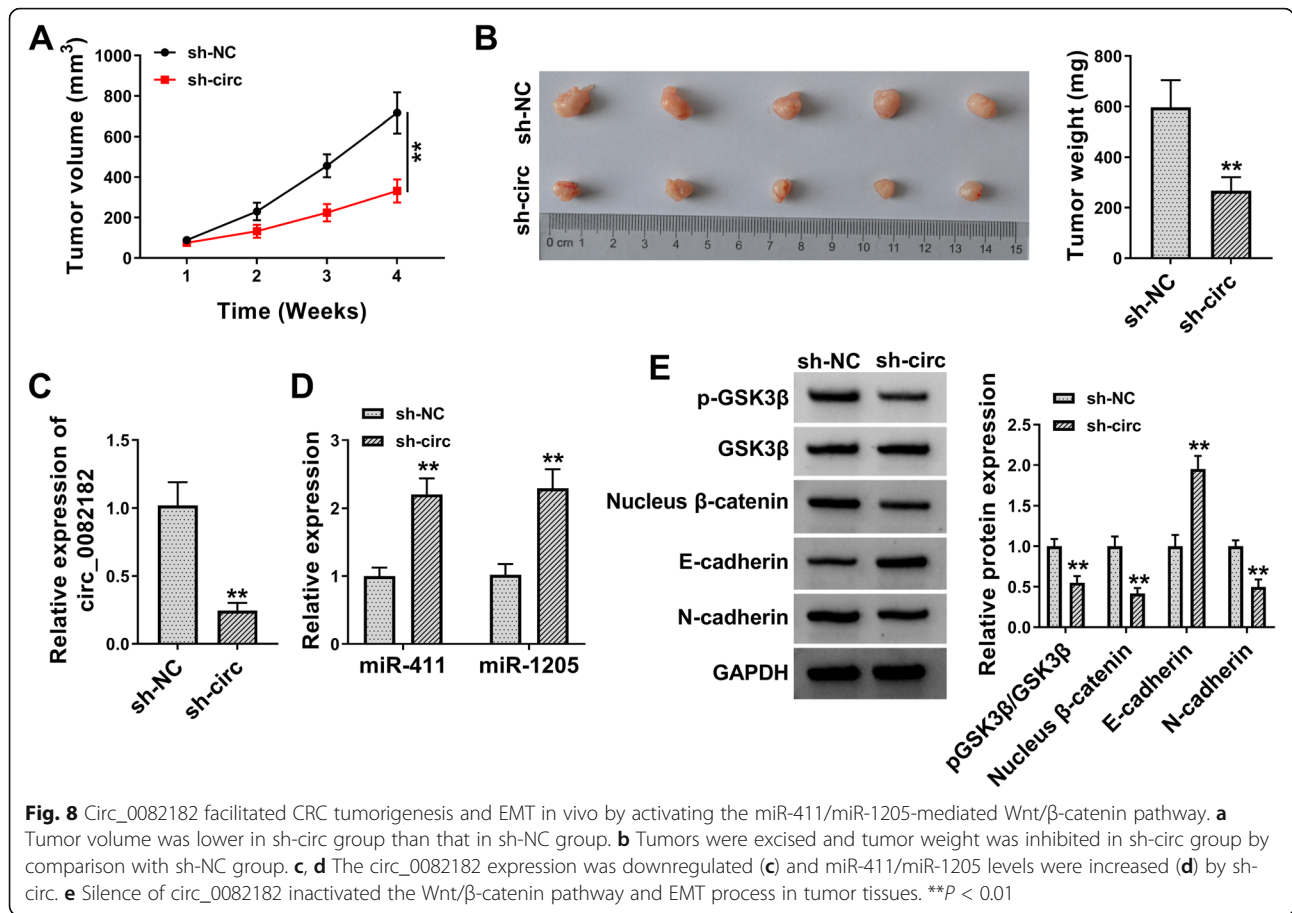 A
Tumor volume (mm³)
1000
800
600
400
200
0
sh-NC
sh-circ
**
1 2 3 4
Time (Weeks)
B
sh-NC
sh-circ
0 cm 1 2 3 4 5 6 7 8 9 10 11 12 13 14 15
Tumor weight (mg)
800
600
400
200
0
**
sh-NC
sh-circ
C
Relative expression of
circ_0082182
1.5
1.0
0.5
0.0
**
sh-NC
sh-circ
D
sh-NC
sh-circ
Relative expression
3
2
1
0
**
**
miR-411 miR-1205
E
sh-NC sh-circ
p-GSK3β
GSK3β
Nucleus β-catenin
E-cadherin
N-cadherin
GAPDH
sh-NC
sh-circ
Relative protein expression
2.5
2.0
1.5
1.0
0.5
0.0
**
**
**
**
pGSK3β/GSK3β
Nucleus β-catenin
E-cadherin
N-cadherin
Fig. 8 Circ_0082182 facilitated CRC tumorigenesis and EMT in vivo by activating the miR-411/miR-1205-mediated Wnt/β-catenin pathway. a
Tumor volume was lower in sh-circ group than that in sh-NC group. b Tumors were excised and tumor weight was inhibited in sh-circ group by
comparison with sh-NC group. c, d The circ_0082182 expression was downregulated (c) and miR-411/miR-1205 levels were increased (d) by sh-
circ. e Silence of circ_0082182 inactivated the Wnt/β-catenin pathway and EMT process in tumor tissues. **P < 0.01